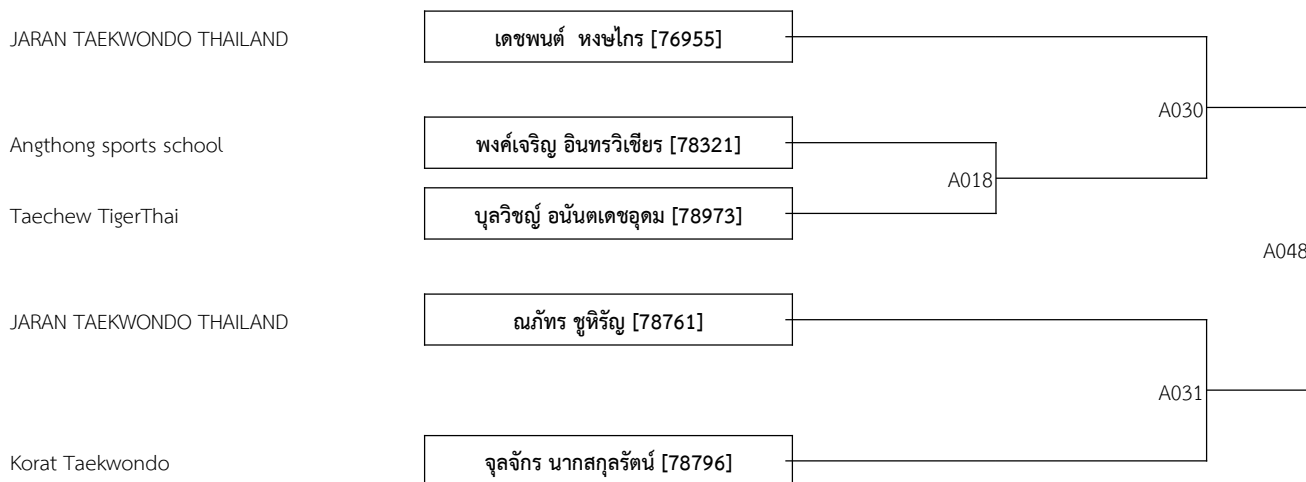 JARAN TAEKWONDO THAILAND
เดชพนต์ หงษไกร [76955]
A030
Angthong sports school
พงค์เจริญ อินทรวิเชียร [78321]
A018
Taechew TigerThai
บุลวิชญ์ อนันตเดชอุดม [78973]
A048
JARAN TAEKWONDO THAILAND
ณภัทร ชูหิรัญ [78761]
A031
Korat Taekwondo
จุลจักร นากสกุลรัตน์ [78796]